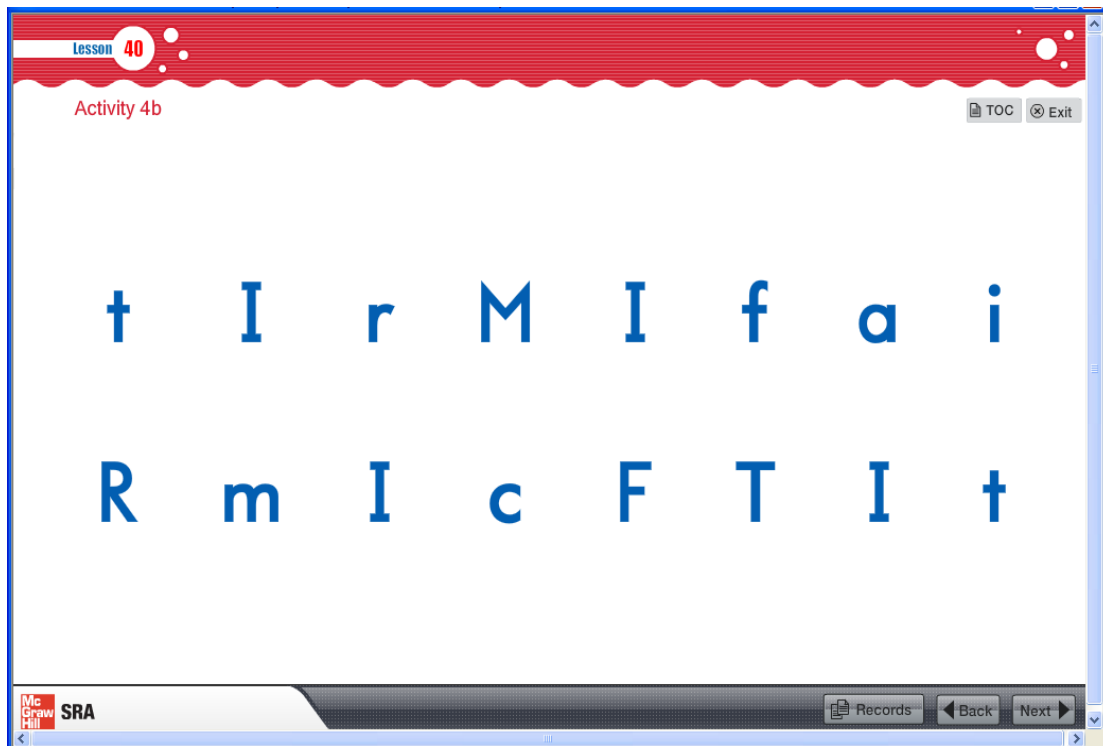 Lesson 40
Activity 4b
TOC Exit
t I r M I f a i
R m I c F T I t
Mc
Graw
Hill
SRA
Records Back Next